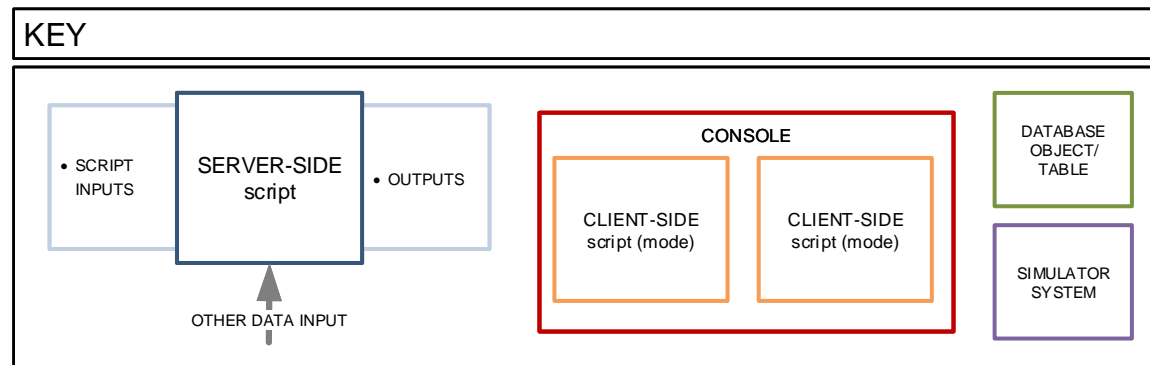 KEY
• SCRIPT
INPUTS
SERVER-SIDE
script
• OUTPUTS
OTHER DATA INPUT
CONSOLE
CLIENT-SIDE
script (mode)
CLIENT-SIDE
script (mode)
DATABASE
OBJECT/
TABLE
SIMULATOR
SYSTEM